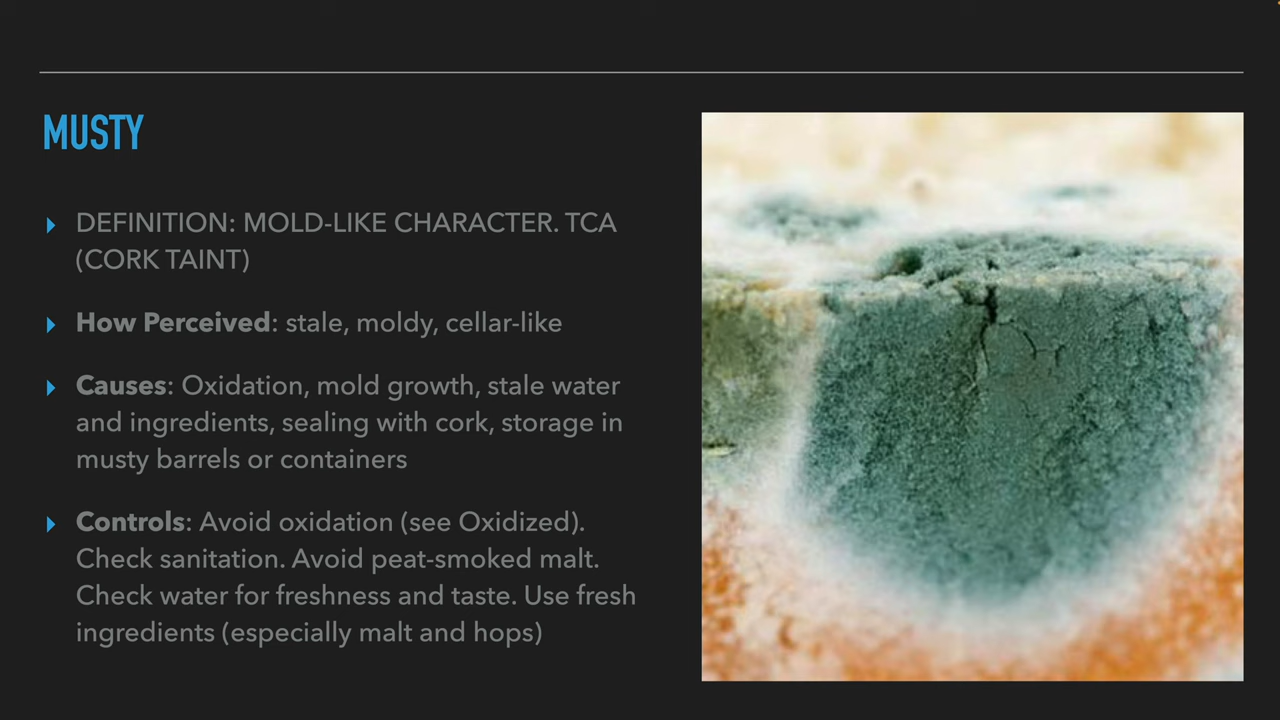 MUSTY
DEFINITION: MOLD-LIKE CHARACTER. TCA
(CORK TAINT)
How Perceived: stale, moldy, cellar-like
Causes: Oxidation, mold growth, stale water
and ingredients, sealing with cork, storage in
musty barrels or containers
Controls: Avoid oxidation (see Oxidized).
Check sanitation. Avoid peat-smoked malt.
Check water for freshness and taste. Use fresh
ingredients (especially malt and hops)